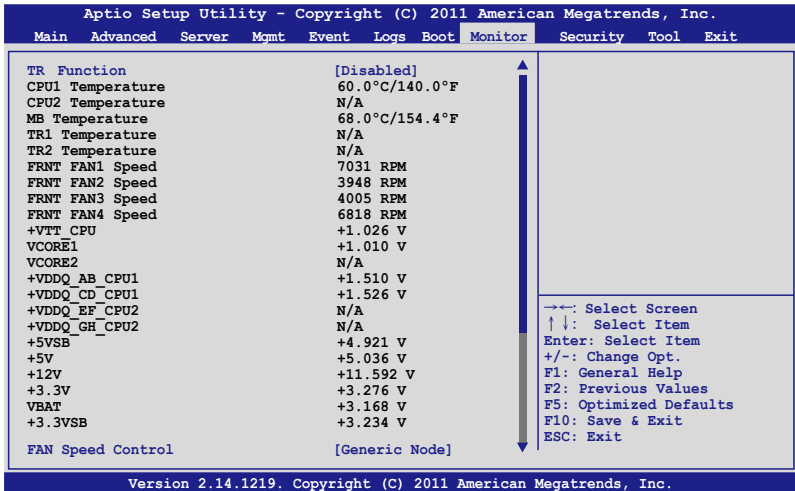 Aptio Setup Utility - Copyright (C) 2011 American Megatrends, Inc.
Main Advanced Server Mgmt Event Logs Boot Monitor Security Tool Exit
TR Function [Disabled]
CPU1 Temperature 60.0°C/140.0°F
CPU2 Temperature N/A
MB Temperature 68.0°C/154.4°F
TR1 Temperature N/A
TR2 Temperature N/A
FRNT FAN1 Speed 7031 RPM
FRNT FAN2 Speed 3948 RPM
FRNT FAN3 Speed 4005 RPM
FRNT FAN4 Speed 6818 RPM
+VTT_CPU +1.026 V
VCORE1 +1.010 V
VCORE2 N/A
+VDDQ_AB_CPU1 +1.510 V
+VDDQ_CD_CPU1 +1.526 V
+VDDQ_EF_CPU2 N/A
+VDDQ_GH_CPU2 N/A
+5VSB +4.921 V
+5V +5.036 V
+12V +11.592 V
+3.3V +3.276 V
VBAT +3.168 V
+3.3VSB +3.234 V
FAN Speed Control [Generic Node]
→←: Select Screen
↑↓: Select Item
Enter: Select Item
+/-: Change Opt.
F1: General Help
F2: Previous Values
F5: Optimized Defaults
F10: Save & Exit
ESC: Exit
Version 2.14.1219. Copyright (C) 2011 American Megatrends, Inc.